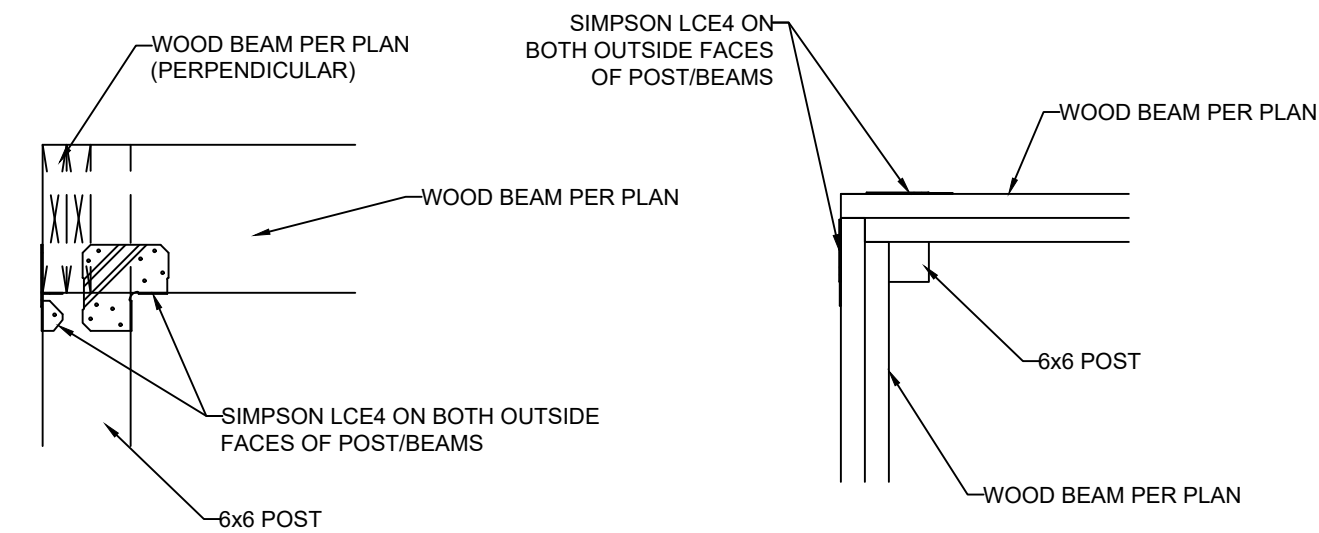 WOOD BEAM PER PLAN
(PERPENDICULAR)
WOOD BEAM PER PLAN
SIMPSON LCE4 ON BOTH OUTSIDE
FACES OF POST/BEAMS
6x6 POST
SIMPSON LCE4 ON
BOTH OUTSIDE FACES
OF POST/BEAMS
WOOD BEAM PER PLAN
6x6 POST
WOOD BEAM PER PLAN